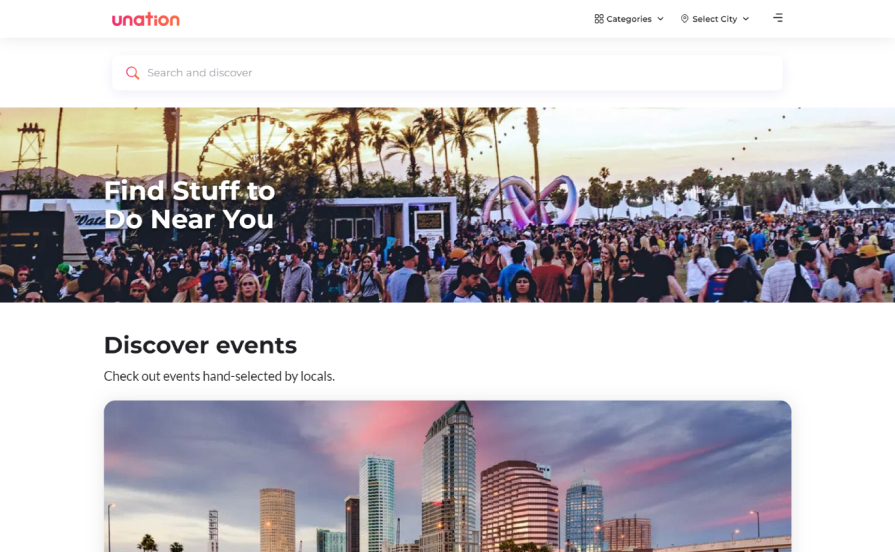 unation
Categories
Select City
Search and discover
Find Stuff to
Do Near You
Discover events
Check out events hand-selected by locals.